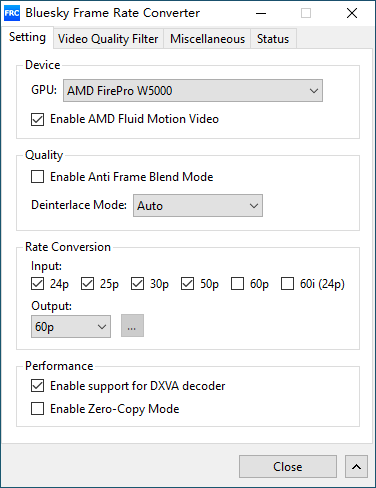 FRC Bluesky Frame Rate Converter
Setting Video Quality Filter Miscellaneous Status
Device
GPU: AMD FirePro W5000
Enable AMD Fluid Motion Video
Quality
Enable Anti Frame Blend Mode
Deinterlace Mode: Auto
Rate Conversion
Input:
24p 25p 30p 50p 60p 60i (24p)
Output:
60p ...
Performance
Enable support for DXVA decoder
Enable Zero-Copy Mode
Close